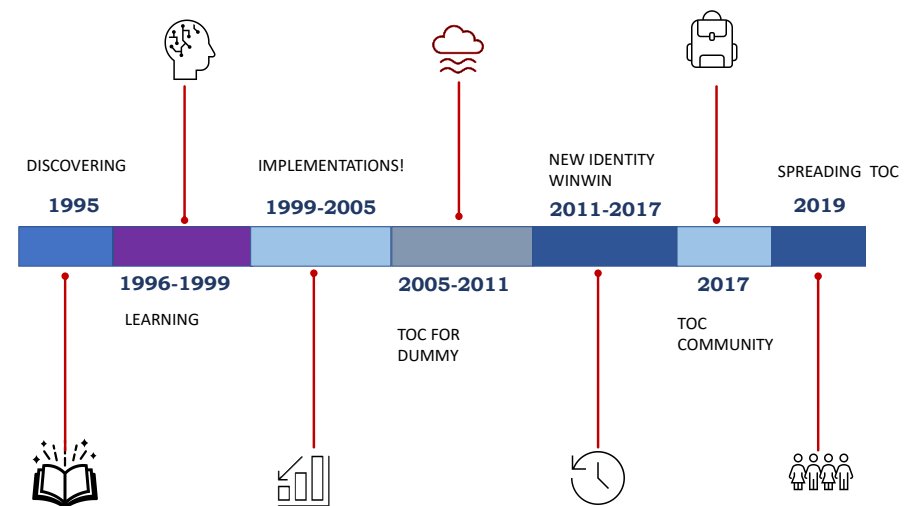 DISCOVERING
1995
1996-1999
LEARNING
IMPLEMENTATIONS!
1999-2005
2005-2011
TOC FOR
DUMMY
NEW IDENTITY
WINWIN
2011-2017
2017
TOC
COMMUNITY
SPREADING TOC
2019